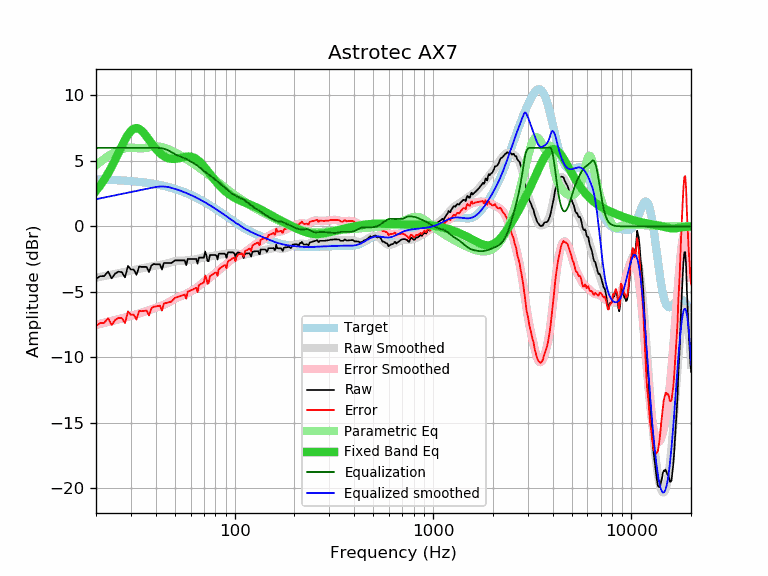 Astrotec AX7
10
5
0
−5
−10
−15
−20
Amplitude (dBr)
Target
Raw Smoothed
Error Smoothed
Raw
Error
Parametric Eq
Fixed Band Eq
Equalization
Equalized smoothed
100 1000 10000
Frequency (Hz)